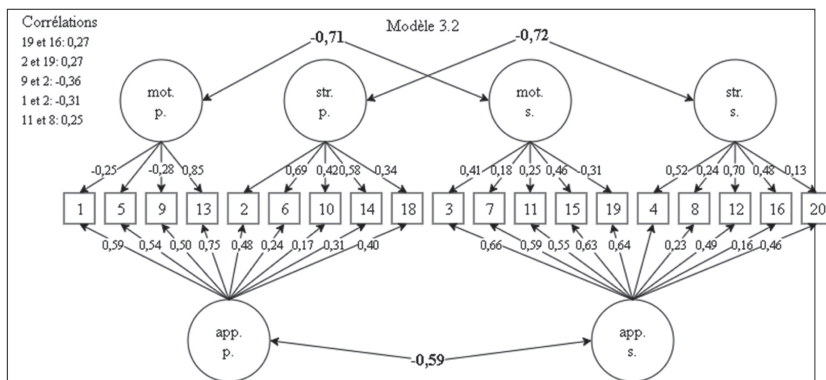 Corrélations
19 et 16: 0,27
2 et 19: 0,27
9 et 2: -0,36
1 et 2: -0,31
11 et 8: 0,25
Modèle 3.2
-0,71
-0,72
mot.
p.
str.
p.
mot.
s.
str.
s.
-0,25 -0,28 0,85 0,69 0,42 0,58 0,34 0,41 0,18 0,25 0,46 0,31 0,52 0,24 0,70 0,48 0,13
1 5 9 13 2 6 10 14 18 3 7 11 15 19 4 8 12 16 20
0,59 0,54 0,50 0,75 0,48 0,24 0,17 0,31 0,40 0,66 0,59 0,55 0,63 0,64 0,23 0,49 0,16 0,46
app.
p.
-0,59
app.
s.